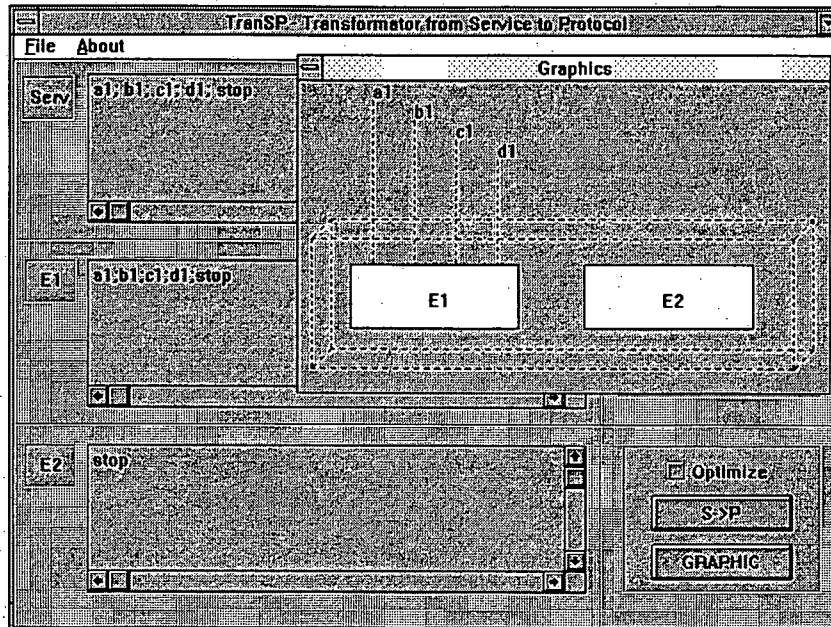 TranSP - Transformator from Service to Protocol
File About
Graphics
Serv
a1; b1; c1; d1; stop
a1
b1
c1
d1
E1
a1;b1;c1;d1;stop
E1
E2
E2
stop
Optimize
S->P
GRAPHIC